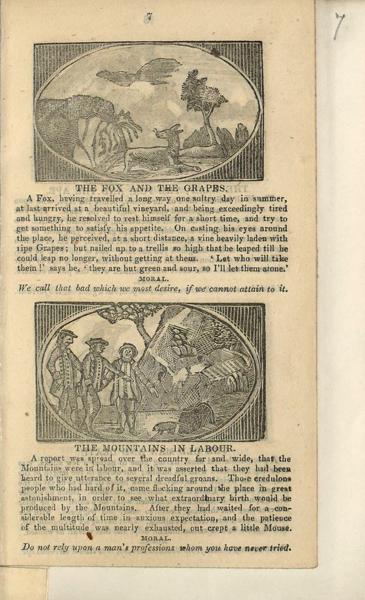 7
7
THE FOX AND THE GRAPES.
A Fox, having travelled a long way one sultry day in summer,
at last arrived at a beautiful vineyard, and being exceedingly tired
and hungry, he resolved to rest himself for a short time, and try to
get something to satisfy his appetite. On casting his eyes around
the place, he perceived, at a short distance, a vine heavily laden with
ripe Grapes; but nailed up to a trellis so high that he leaped till he
could leap no longer, without getting at them. ‘Let who will take
them!’ says he, ‘they are but green and sour, so I'll let them alone.’
MORAL.
We call that bad which we most desire, if we cannot attain to it.
THE MOUNTAINS IN LABOUR.
A report was spread over the country far and wide, that the
Mountains were in labour, and it was asserted that they had been
heard to give utterance to several dreadful groans. Those credulous
people who had hard of it, came flocking around the place in great
astonishment, in order to see what extraordinary birth would be
produced by the Mountains. After they had waited for a con-
siderable length of time in anxious expectation, and the patience
of the multitude was nearly exhausted, out crept a little Mouse.
MORAL.
Do not rely upon a man's professions whom you have never tried.